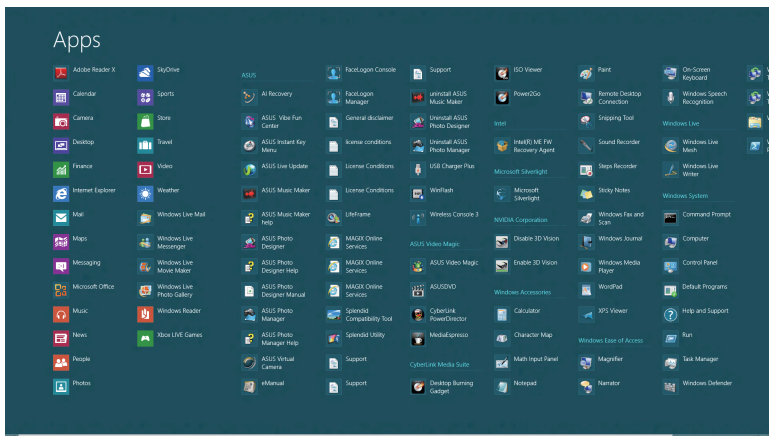 Apps
Adobe Reader X
Calendar
Camera
Desktop
Finance
Internet Explorer
Mail
Maps
Messaging
Microsoft Office
Music
News
People
Photos
SkyDrive
Sports
Store
Travel
Video
Weather
Windows Live Mail
Windows Live
Messenger
Windows Live
Movie Maker
Windows Live
Photo Gallery
Windows Reader
Xbox LIVE Games
ASUS
AI Recovery
ASUS Vibe Fun
Center
ASUS Instant Key
Menu
ASUS Live Update
ASUS Music Maker
ASUS Music Maker
help
ASUS Photo
Designer
ASUS Photo
Designer Help
ASUS Photo
Designer Manual
ASUS Photo
Manager
ASUS Photo
Manager Help
ASUS Virtual
Camera
eManual
FaceLogon Console
FaceLogon
Manager
General disclaimer
license conditions
License Conditions
License Conditions
LifeFrame
MAGIX Online
Services
MAGIX Online
Services
MAGIX Online
Services
Splendid
Compatibility Tool
Splendid Utility
Support
Support
Support
uninstall ASUS
Music Maker
Uninstall ASUS
Photo Designer
Uninstall ASUS
Photo Manager
USB Charger Plus
WinFlash
Wireless Console 3
ASUS Video Magic
ASUS Video Magic
ASUSDVD
CyberLink
PowerDirector
MediaEspresso
CyberLink Media Suite
Desktop Burning
Gadget
ISO Viewer
Power2Go
Intel
Intel(R) ME FW
Recovery Agent
Microsoft Silverlight
Microsoft
Silverlight
NVIDIA Corporation
Disable 3D Vision
Enable 3D Vision
Windows Accessories
Calculator
Character Map
Math Input Panel
Notepad
Paint
Remote Desktop
Connection
Snipping Tool
Sound Recorder
Steps Recorder
Sticky Notes
Windows Fax and
Scan
Windows Journal
Windows Media
Player
WordPad
XPS Viewer
Windows Ease of Access
Magnifier
Narrator
On-Screen
Keyboard
Windows Speech
Recognition
Windows Live
Windows Live
Mesh
Windows Live
Writer
Windows System
Command Prompt
Computer
Control Panel
Default Programs
Help and Support
Run
Task Manager
Windows Defender